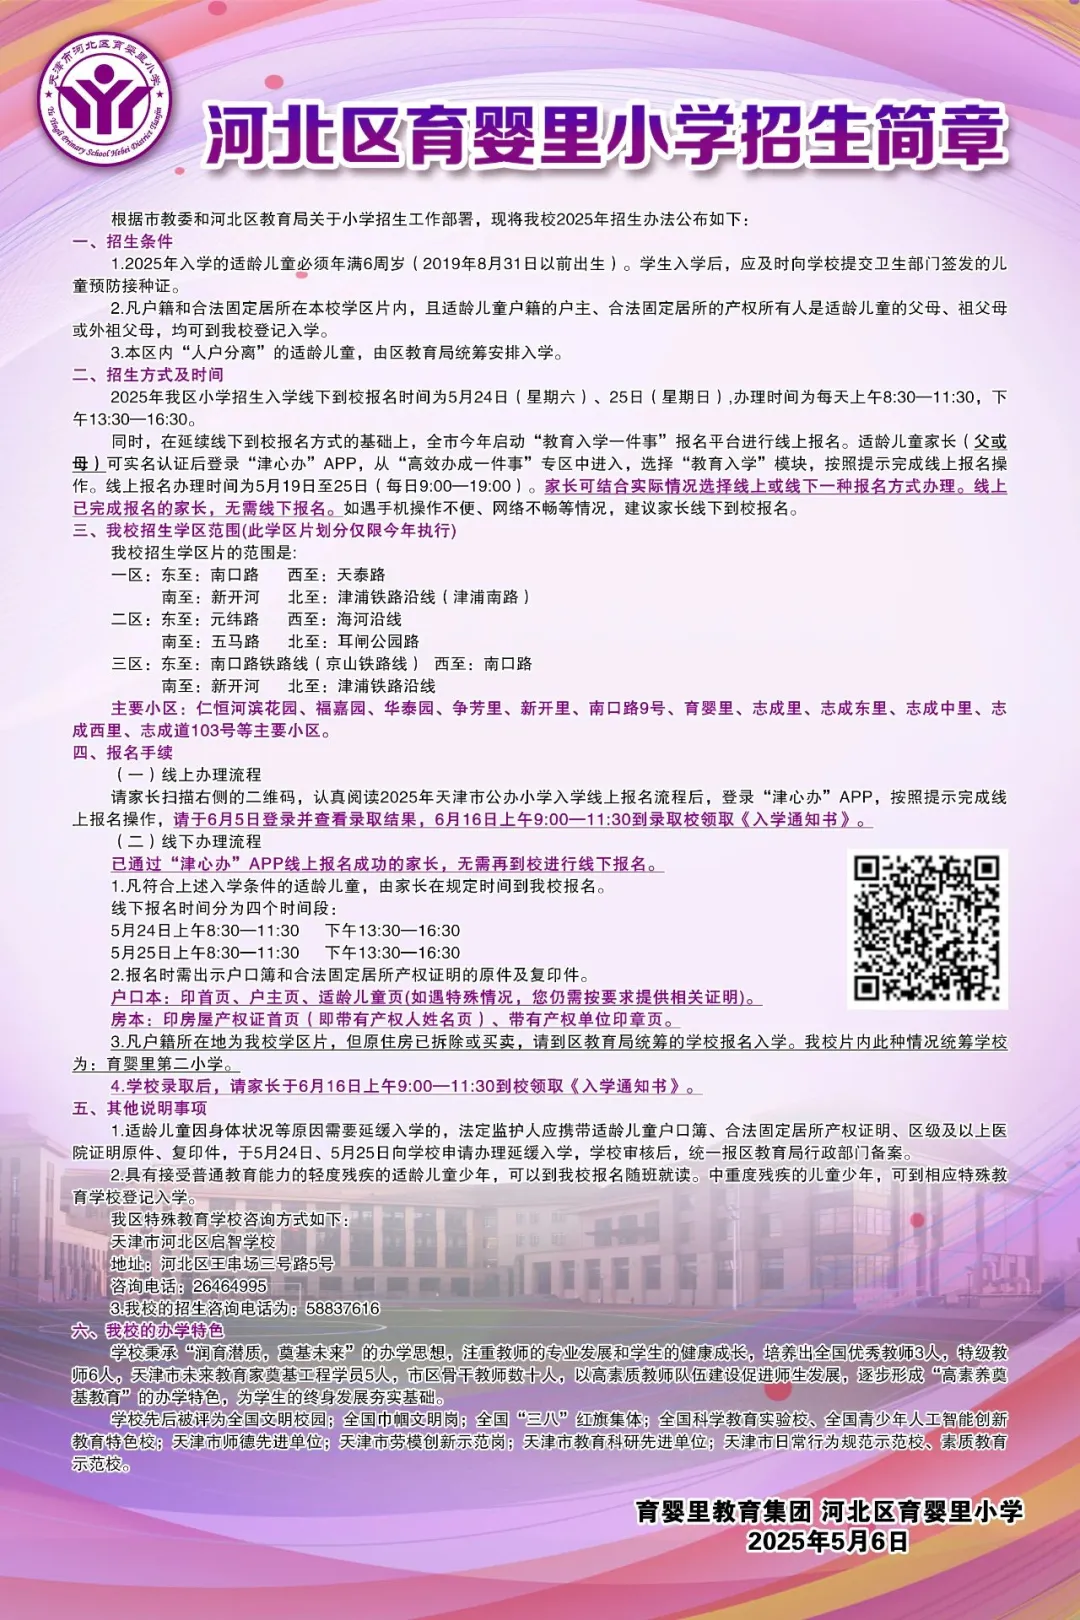 天津市河北区育婴里小学
Yu Yingli Primary School Hebei District Tianjin
河北区育婴里小学招生简章
根据市教委和河北区教育局关于小学招生工作部署，现将我校2025年招生办法公布如下：
一、招生条件
1.2025年入学的适龄儿童必须年满6周岁（2019年8月31日以前出生）。学生入学后，应及时向学校提交卫生部门签发的儿
童预防接种证。
2.凡户籍和合法固定居所在本校学区片内，且适龄儿童户籍的户主、合法固定居所的产权所有人是适龄儿童的父母、祖父母
或外祖父母，均可到我校登记入学。
3.本区内“人户分离”的适龄儿童，由区教育局统筹安排入学。
二、招生方式及时间
2025年我区小学招生入学线下到校报名时间为5月24日（星期六）、25日（星期日）,办理时间为每天上午8:30—11:30，下
午13:30—16:30。
同时，在延续线下到校报名方式的基础上，全市今年启动“教育入学一件事”报名平台进行线上报名。适龄儿童家长（父或
母）可实名认证后登录“津心办”APP，从“高效办成一件事”专区中进入，选择“教育入学”模块，按照提示完成线上报名操
作。线上报名办理时间为5月19日至25日（每日9:00—19:00）。家长可结合实际情况选择线上或线下一种报名方式办理。线上
已完成报名的家长，无需线下报名。如遇手机操作不便、网络不畅等情况，建议家长线下到校报名。
三、我校招生学区范围(此学区片划分仅限今年执行)
我校招生学区片的范围是:
一区：东至：南口路 西至：天泰路
南至：新开河 北至：津浦铁路沿线（津浦南路）
二区：东至：元纬路 西至：海河沿线
南至：五马路 北至：耳闸公园路
三区：东至：南口路铁路线（京山铁路线） 西至：南口路
南至：新开河 北至：津浦铁路沿线
主要小区：仁恒河滨花园、福嘉园、华泰园、争芳里、新开里、南口路9号、育婴里、志成里、志成东里、志成中里、志
成西里、志成道103号等主要小区。
四、报名手续
（一）线上办理流程
请家长扫描右侧的二维码，认真阅读2025年天津市公办小学入学线上报名流程后，登录“津心办”APP，按照提示完成线
上报名操作，请于6月5日登录并查看录取结果，6月16日上午9:00—11:30到录取校领取《入学通知书》。
（二）线下办理流程
已通过“津心办”APP线上报名成功的家长，无需再到校进行线下报名。
1.凡符合上述入学条件的适龄儿童，由家长在规定时间到我校报名。
线下报名时间分为四个时间段：
5月24日上午8:30—11:30 下午13:30—16:30
5月25日上午8:30—11:30 下午13:30—16:30
2.报名时需出示户口簿和合法固定居所产权证明的原件及复印件。
户口本：印首页、户主页、适龄儿童页(如遇特殊情况，您仍需按要求提供相关证明)。
房本：印房屋产权证首页（即带有产权人姓名页）、带有产权单位印章页。
3.凡户籍所在地为我校学区片，但原住房已拆除或买卖，请到区教育局统筹的学校报名入学。我校片内此种情况统筹学校
为：育婴里第二小学。
4.学校录取后，请家长于6月16日上午9:00—11:30到校领取《入学通知书》。
五、其他说明事项
1.适龄儿童因身体状况等原因需要延缓入学的，法定监护人应携带适龄儿童户口簿、合法固定居所产权证明、区级及以上医
院证明原件、复印件，于5月24日、5月25日向学校申请办理延缓入学，学校审核后，统一报区教育局行政部门备案。
2.具有接受普通教育能力的轻度残疾的适龄儿童少年，可以到我校报名随班就读。中重度残疾的儿童少年，可到相应特殊教
育学校登记入学。
我区特殊教育学校咨询方式如下：
天津市河北区启智学校
地址：河北区王串场三号路5号
咨询电话：26464995
3.我校的招生咨询电话为：58837616
六、我校的办学特色
学校秉承“润育潜质，奠基未来”的办学思想，注重教师的专业发展和学生的健康成长，培养出全国优秀教师3人，特级教
师6人，天津市未来教育家奠基工程学员5人，市区骨干教师数十人，以高素质教师队伍建设促进师生发展，逐步形成“高素养奠
基教育”的办学特色，为学生的终身发展夯实基础。
学校先后被评为全国文明校园；全国巾帼文明岗；全国“三八”红旗集体；全国科学教育实验校、全国青少年人工智能创新
教育特色校；天津市师德先进单位；天津市劳模创新示范岗；天津市教育科研先进单位；天津市日常行为规范示范校、素质教育
示范校。
育婴里教育集团 河北区育婴里小学
2025年5月6日